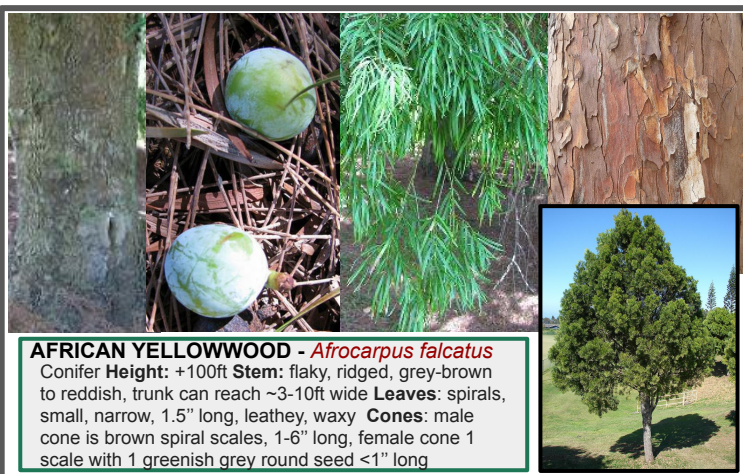 AFRICAN YELLOWWOOD - Afrocarpus falcatus
Conifer Height: +100ft Stem: flaky, ridged, grey-brown
to reddish, trunk can reach ~3-10ft wide Leaves: spirals,
small, narrow, 1.5” long, leathey, waxy Cones: male
cone is brown spiral scales, 1-6” long, female cone 1
scale with 1 greenish grey round seed <1” long